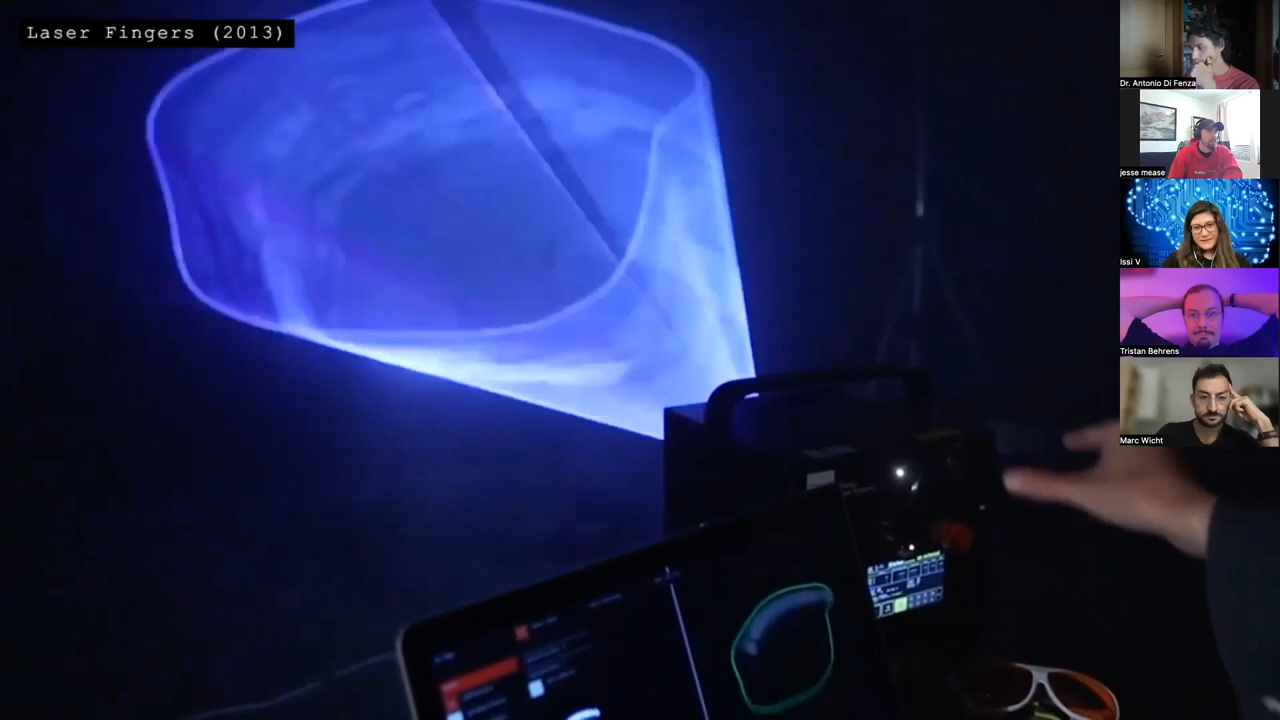 Laser Fingers (2013)
Dr. Antonio Di Fenza
jesse mease
Issi V
Tristan Behrens
Marc Wicht